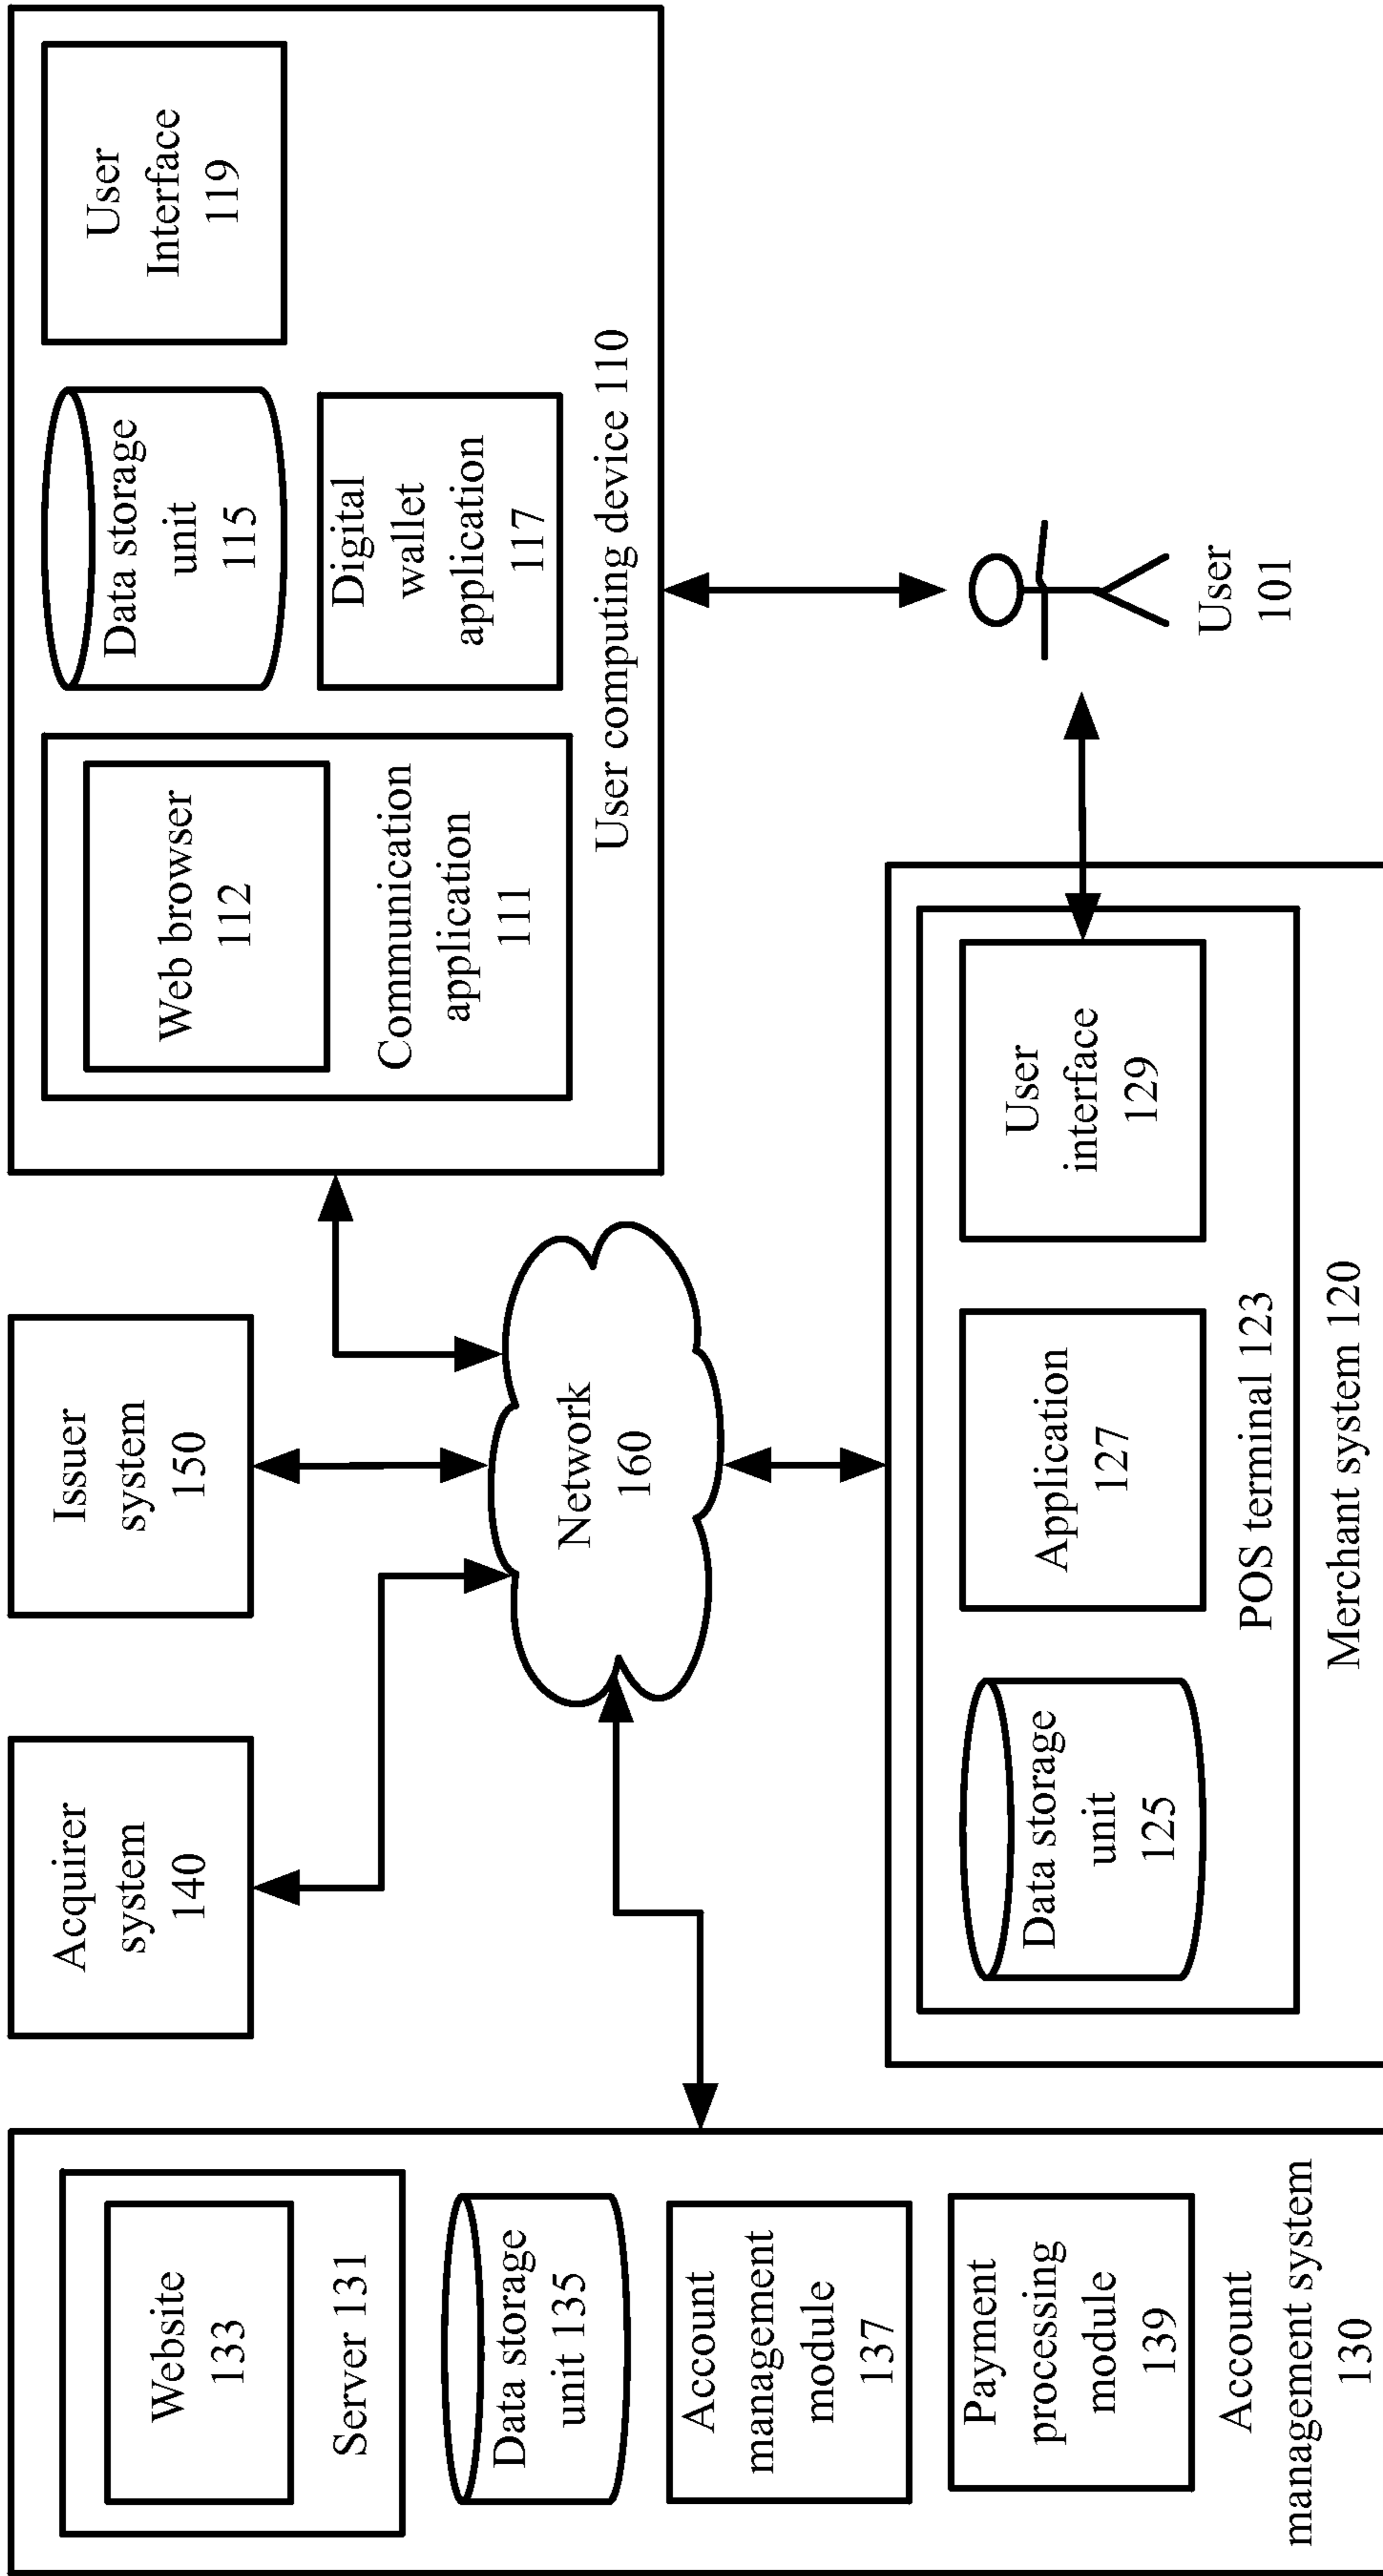 Website
133
Server 131
Data storage
unit 135
Account
management
module
137
Payment
processing
module
139
Account
management system
130
Acquirer
system
140
Issuer
system
150
Network
160
Web browser
112
Communication
application
111
Data storage
unit
115
Digital
wallet
application
117
User
Interface
119
User computing device 110
Data storage
unit
125
Application
127
User
interface
129
POS terminal 123
Merchant system 120
User
101